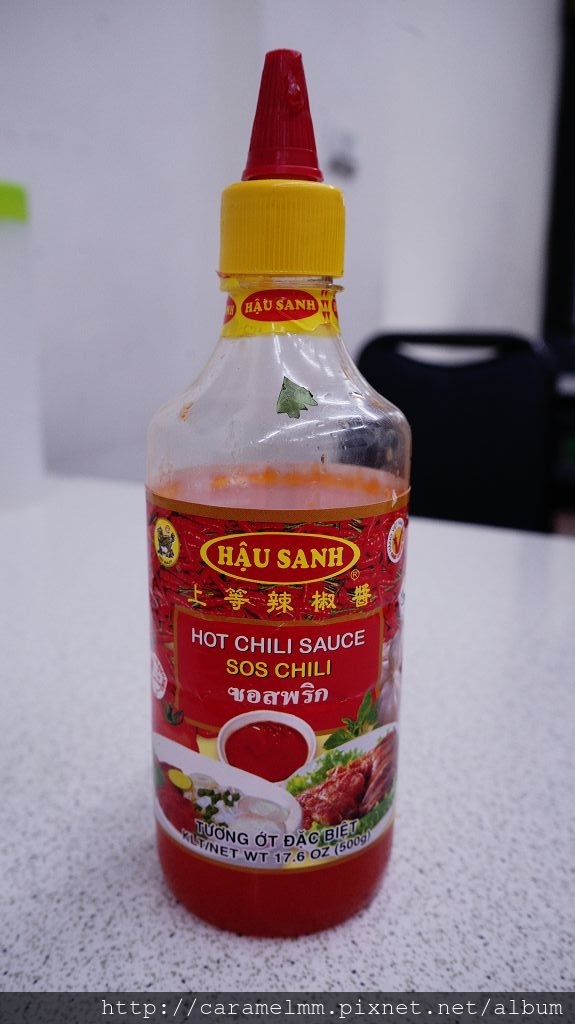 HẬU SANH
HẬU SANH
®
上等辣椒醬
HOT CHILI SAUCE
SOS CHILI
ซอสพริก
TƯƠNG ỚT ĐẶC BIỆT
KLT/NET WT 17.6 OZ (500g)
http://caramelmm.pixnet.net/album